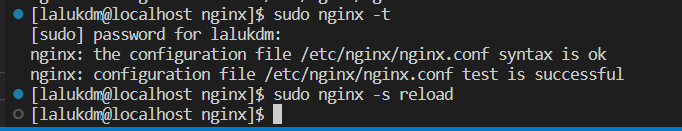 [lalukdm@localhost nginx]$ sudo nginx -t
[sudo] password for lalukdm:
nginx: the configuration file /etc/nginx/nginx.conf syntax is ok
nginx: configuration file /etc/nginx/nginx.conf test is successful
[lalukdm@localhost nginx]$ sudo nginx -s reload
[lalukdm@localhost nginx]$